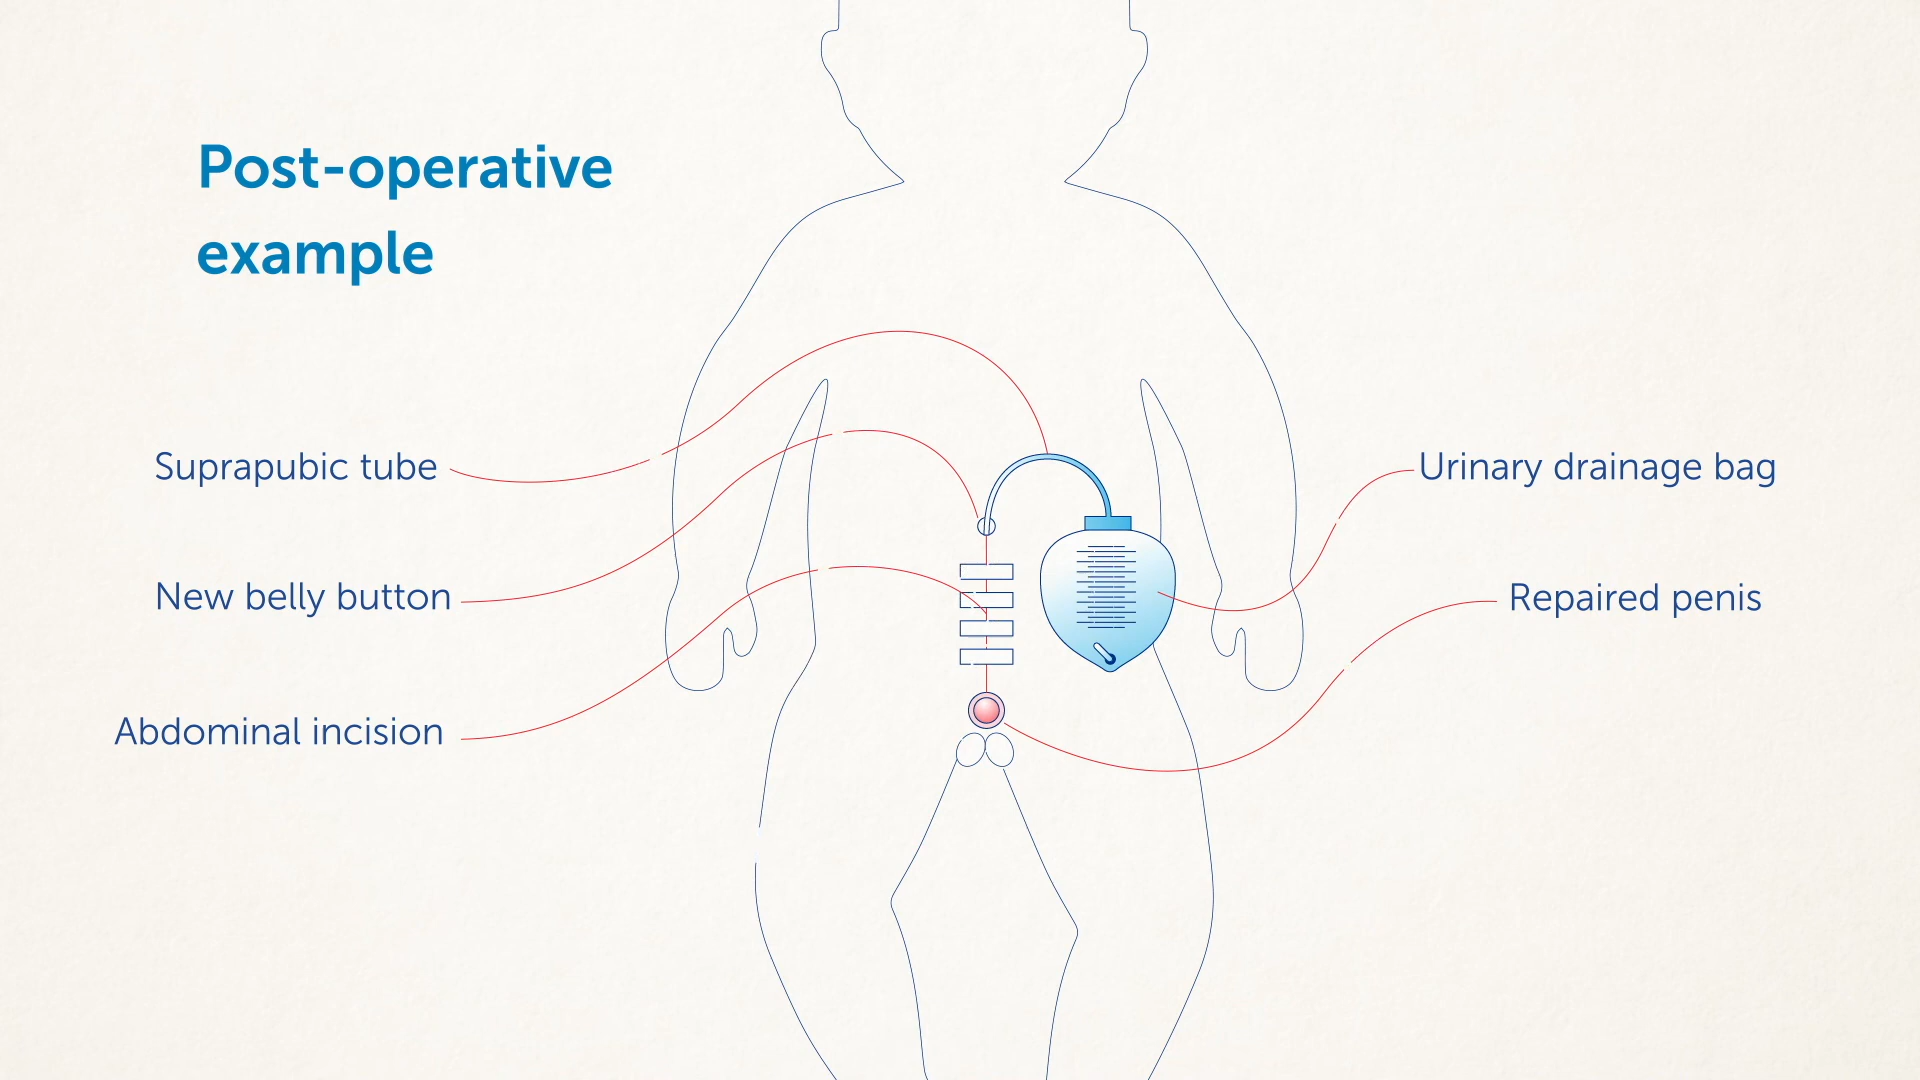 Post-operative
example
Suprapubic tube
Urinary drainage bag
New belly button
Repaired penis
Abdominal incision